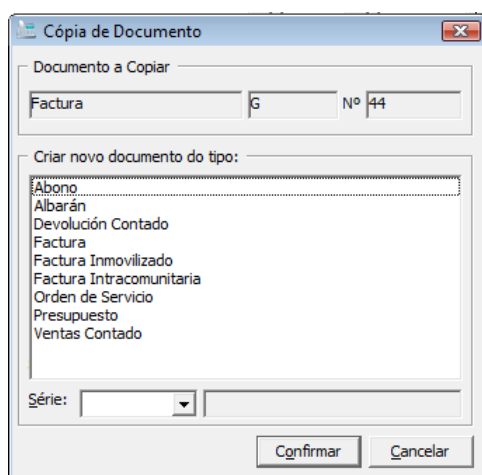 Cópia de Documento
Documento a Copiar
Factura G Nº 44
Criar novo documento do tipo:
Abono
Albarán
Devolución Contado
Factura
Factura Inmovilizado
Factura Intracomunitaria
Orden de Servicio
Presupuesto
Ventas Contado
Série:
Confirmar Cancelar